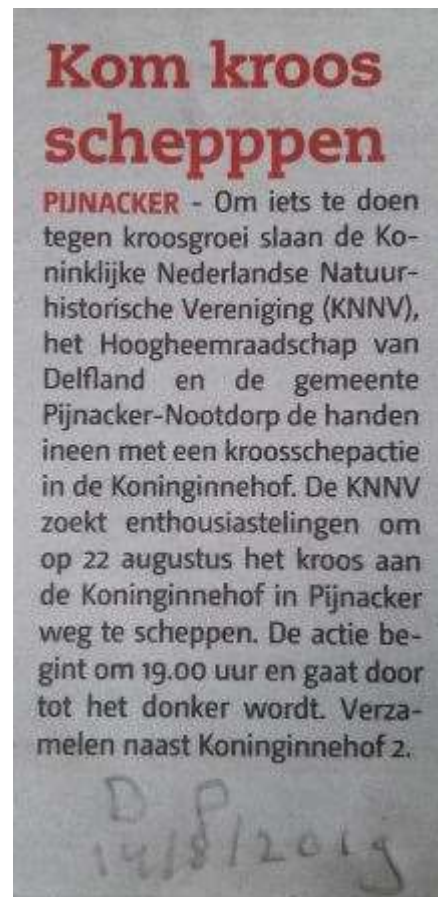 Kom kroos
schepppen
PIJNACKER - Om iets te doen
tegen kroosgroei slaan de Ko-
ninklijke Nederlandse Natuur-
historische Vereniging (KNNV),
het Hoogheemraadschap van
Delfland en de gemeente
Pijnacker-Nootdorp de handen
ineen met een kroosschepactie
in de Koninginnehof. De KNNV
zoekt enthousiastelingen om
op 22 augustus het kroos aan
de Koninginnehof in Pijnacker
weg te scheppen. De actie be-
gint om 19.00 uur en gaat door
tot het donker wordt. Verza-
melen naast Koninginnehof 2.
D P
14/8/2019